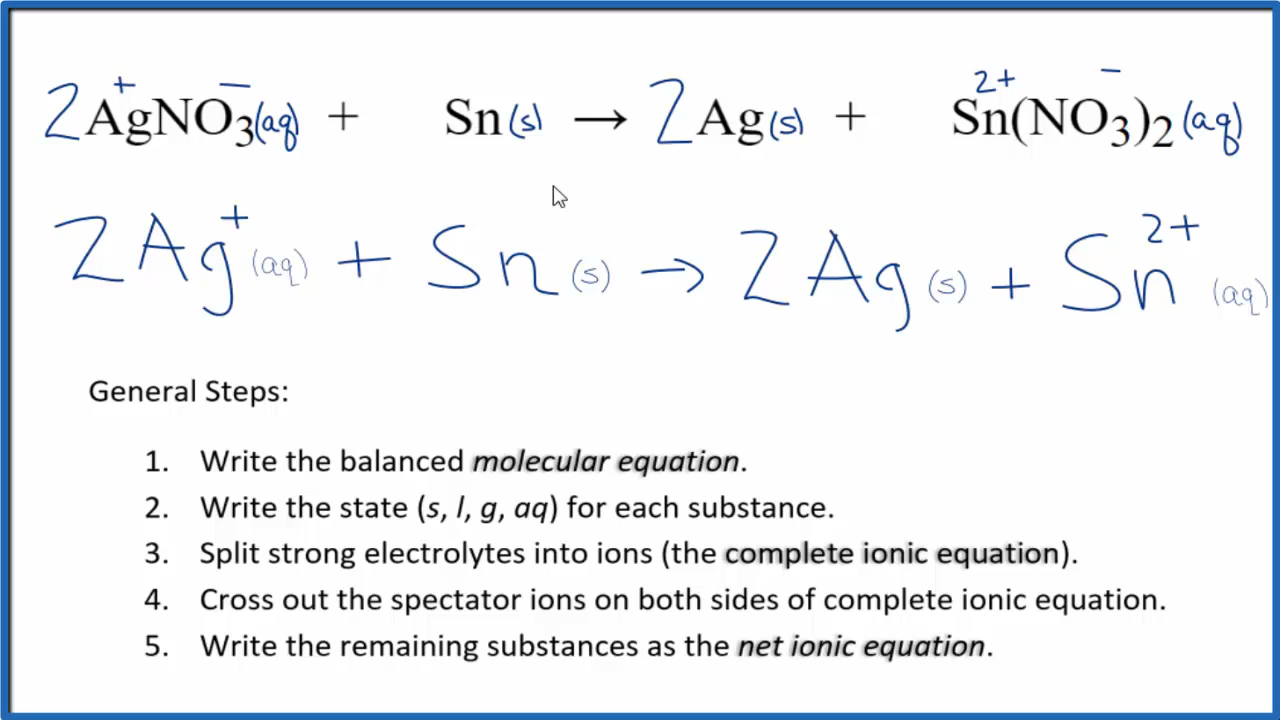 2Ag⁺NO₃⁻(aq) + Sn(s) → 2Ag(s) + Sn²⁺(NO₃⁻)₂(aq)
2Ag⁺(aq) + Sn(s) → 2Ag(s) + Sn²⁺(aq)
General Steps:
1. Write the balanced molecular equation.
2. Write the state (s, l, g, aq) for each substance.
3. Split strong electrolytes into ions (the complete ionic equation).
4. Cross out the spectator ions on both sides of complete ionic equation.
5. Write the remaining substances as the net ionic equation.